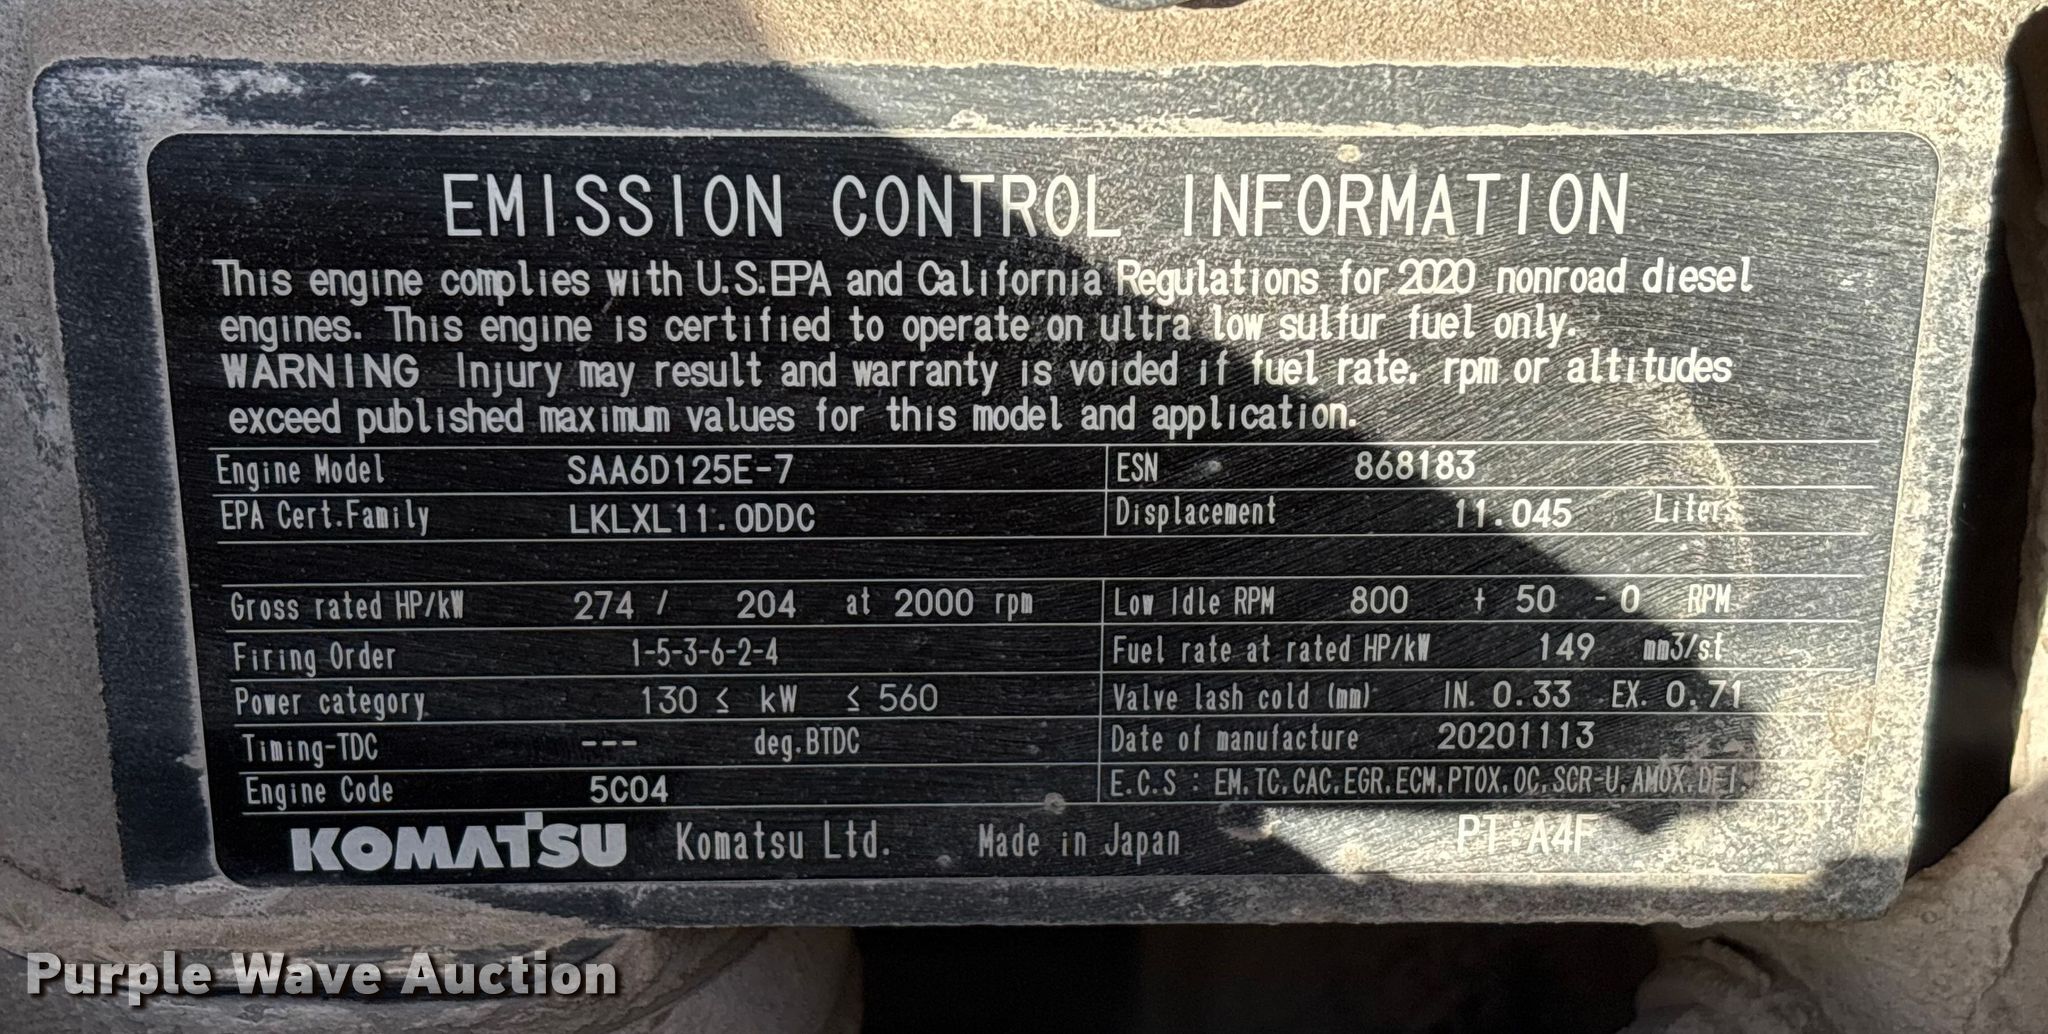 EMISSION CONTROL INFORMATION
This engine complies with U.S.EPA and California Regulations for 2020 nonroad diesel
engines. This engine is certified to operate on ultra low sulfur fuel only.
WARNING Injury may result and warranty is voided if fuel rate. rpm or altitudes
exceed published maximum values for this model and application.
Engine Model SAA6D125E-7 ESN 868183
EPA Cert.Family LKLXL11.0DDC Displacement 11.045 Liters
Gross rated HP/kW 274 / 204 at 2000 rpm Low Idle RPM 800 + 50 - 0 RPM
Firing Order 1-5-3-6-2-4 Fuel rate at rated HP/kW 149 mm3/st
Power category 130 ≤ kW ≤ 560 Valve lash cold (mm) IN. 0.33 EX. 0.71
Timing-TDC --- deg.BTDC Date of manufacture 20201113
Engine Code 5C04 E.C.S : EM.TC.CAC.EGR.ECM.PTOX.OC.SCR-U.AMOX.DFI.
KOMATSU Komatsu Ltd. Made in Japan PT:A4F
Purple Wave Auction